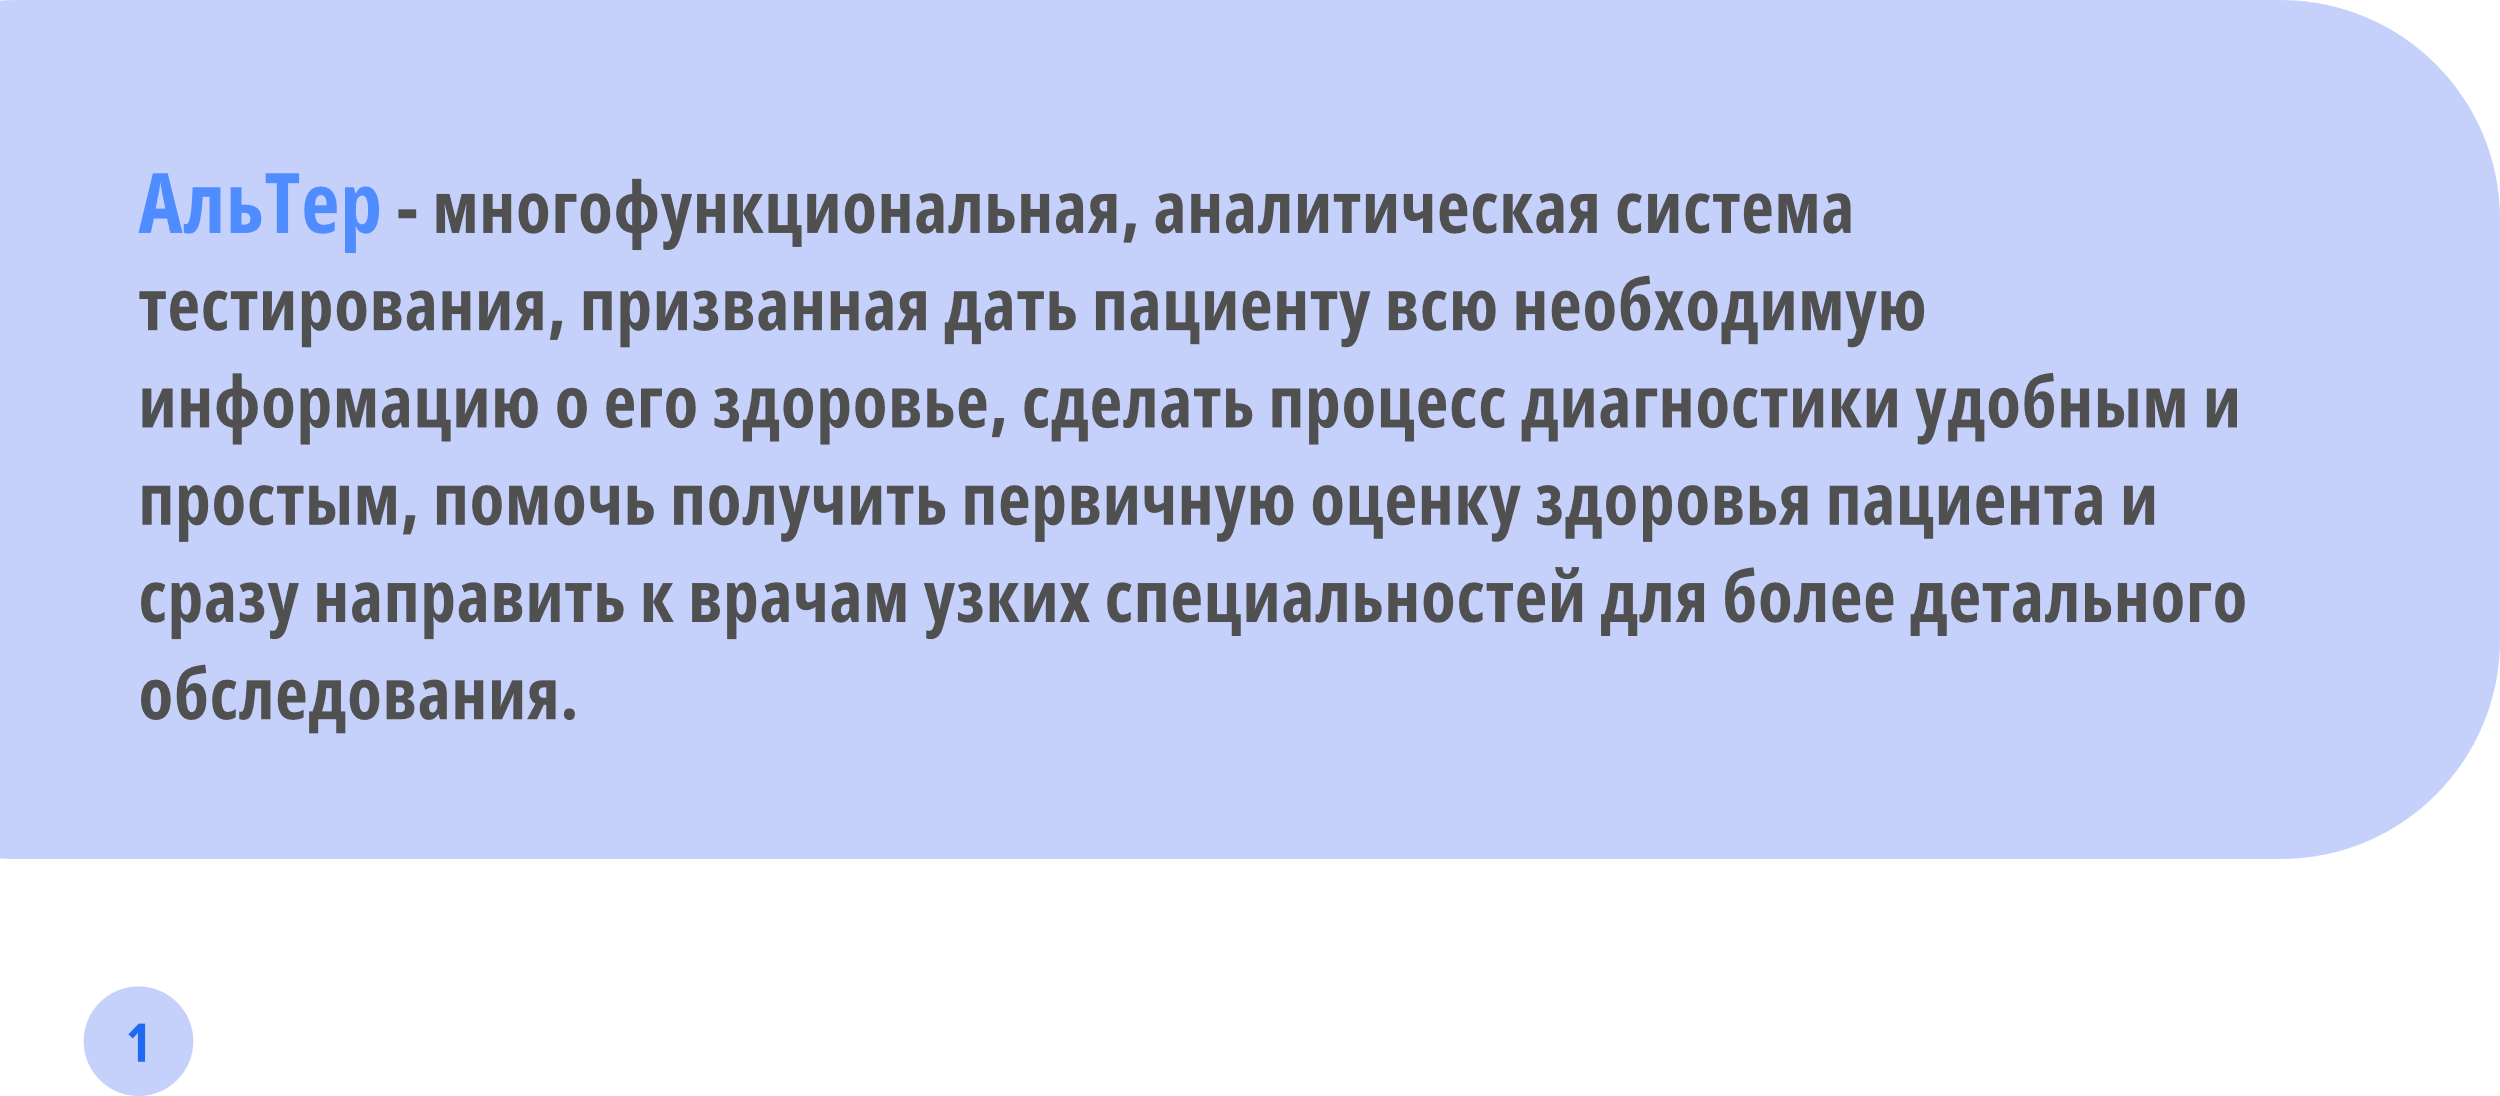 АльТер - многофункциональная, аналитическая система
тестирования, призванная дать пациенту всю необходимую
информацию о его здоровье, сделать процесс диагностики удобным и
простым, помочь получить первичную оценку здоровья пациента и
сразу направить к врачам узких специальностей для более детального
обследования.
1